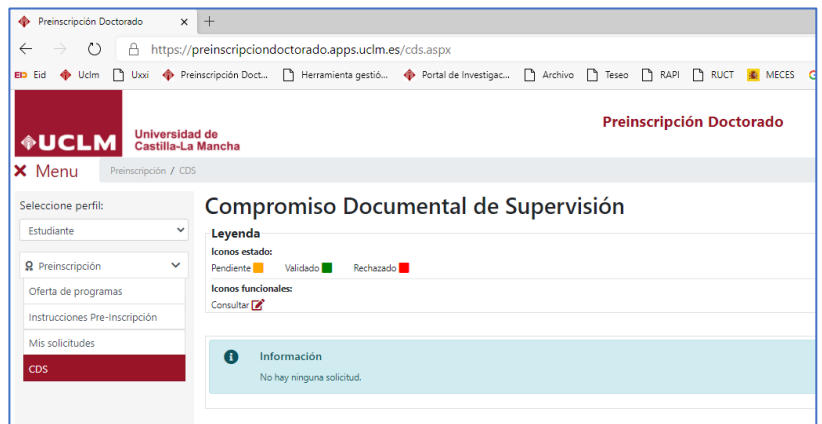 Preinscripción Doctorado
https://preinscripciondoctorado.apps.uclm.es/cds.aspx
Eid Uclm Uxxi Preinscripción Doct... Herramienta gestió... Portal de Investigac... Archivo Teseo RAPI RUCT MECES
UCLM
Universidad de
Castilla-La Mancha
Preinscripción Doctorado
Menu
Preinscripción / CDS
Seleccione perfil:
Estudiante
Preinscripción
Oferta de programas
Instrucciones Pre-Inscripción
Mis solicitudes
CDS
Compromiso Documental de Supervisión
Leyenda
Iconos estado:
Pendiente Validado Rechazado
Iconos funcionales:
Consultar
Información
No hay ninguna solicitud.